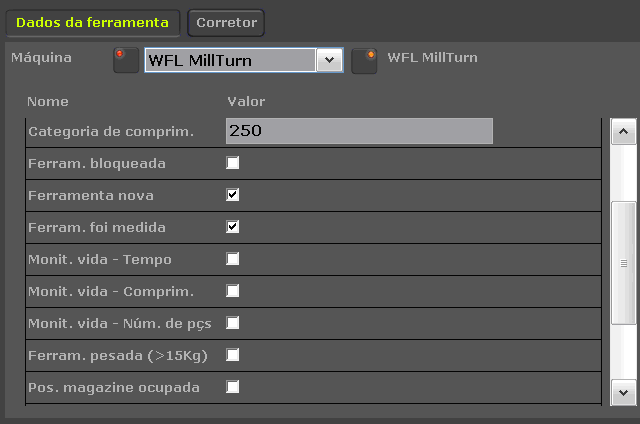 Dados da ferramenta Corretor
Máquina WFL MillTurn WFL MillTurn
Nome Valor
Categoria de comprim. 250
Ferram. bloqueada
Ferramenta nova
Ferram. foi medida
Monit. vida - Tempo
Monit. vida - Comprim.
Monit. vida - Núm. de pçs
Ferram. pesada (>15Kg)
Pos. magazine ocupada